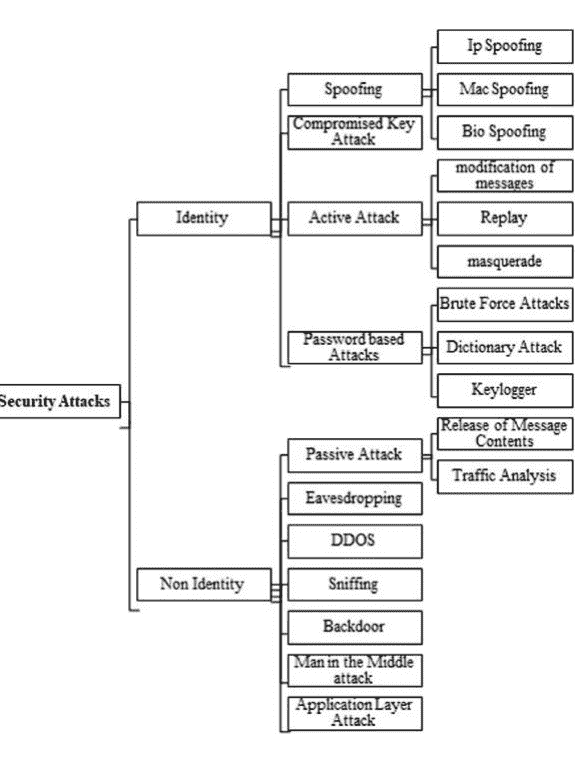 Ip Spoofing
Spoofing
Mac Spoofing
Compromised Key
Attack
Bio Spoofing
modification of
messages
Identity
Active Attack
Replay
masquerade
Brute Force Attacks
Password based
Attacks
Dictionary Attack
Keylogger
Security Attacks
Release of Message
Contents
Passive Attack
Traffic Analysis
Eavesdropping
DDOS
Non Identity
Sniffing
Backdoor
Man in the Middle
attack
Application Layer
Attack